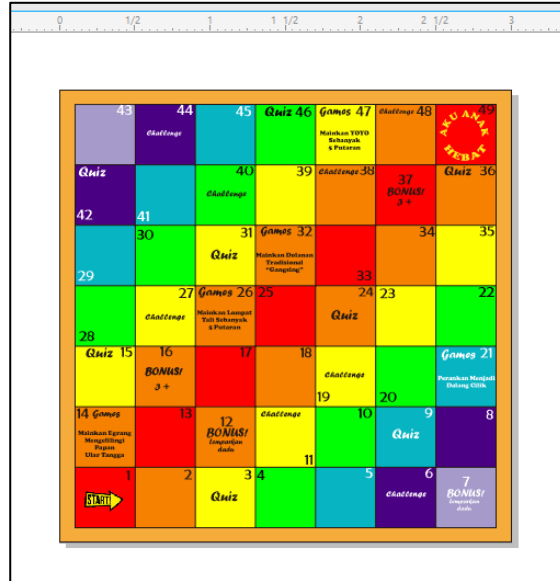 0 1/2 1 1 1/2 2 2 1/2 3
43 44 45 Quiz 46 Games 47 Challenge 48 49
Challenge
Mainkan YOYO
Sebanyak
5 Putaran
AKU ANAK
HEBAT
Quiz 40 39 Challenge 38 37 Quiz 36
Challenge
BONUS!
3 +
42 41
30 31 Games 32 34 35
Quiz
Mainkan Dolanan
Tradisional
"Gangsing"
29 33
27 Games 26 25 24 23 22
Challenge
Mainkan Lompat
Tali Sebanyak
5 Putaran
Quiz
28
Quiz 15 16 17 18 Games 21
BONUS!
3 +
Challenge
Perankan Menjadi
Dalang Cilik
19 20
14 Games 13 12 Challenge 10 9 8
Mainkan Egrang
Mengelilingi
Papan
Ular Tangga
BONUS!
Lemparkan
dadu
Quiz
11
1 2 3 4 5 6 7
START!
Quiz
Challenge
BONUS!
Lemparkan
dadu